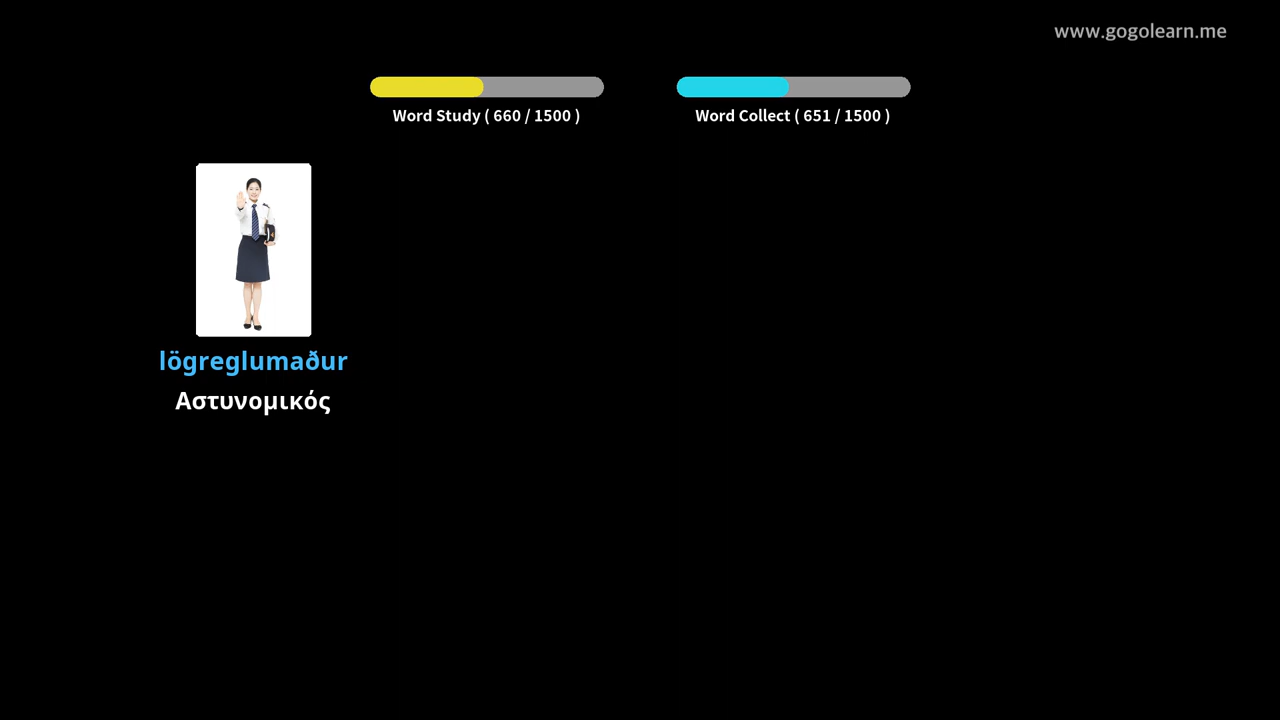 www.gogolearn.me
Word Study ( 660 / 1500 )
Word Collect ( 651 / 1500 )
lögreglumaður
Αστυνομικός